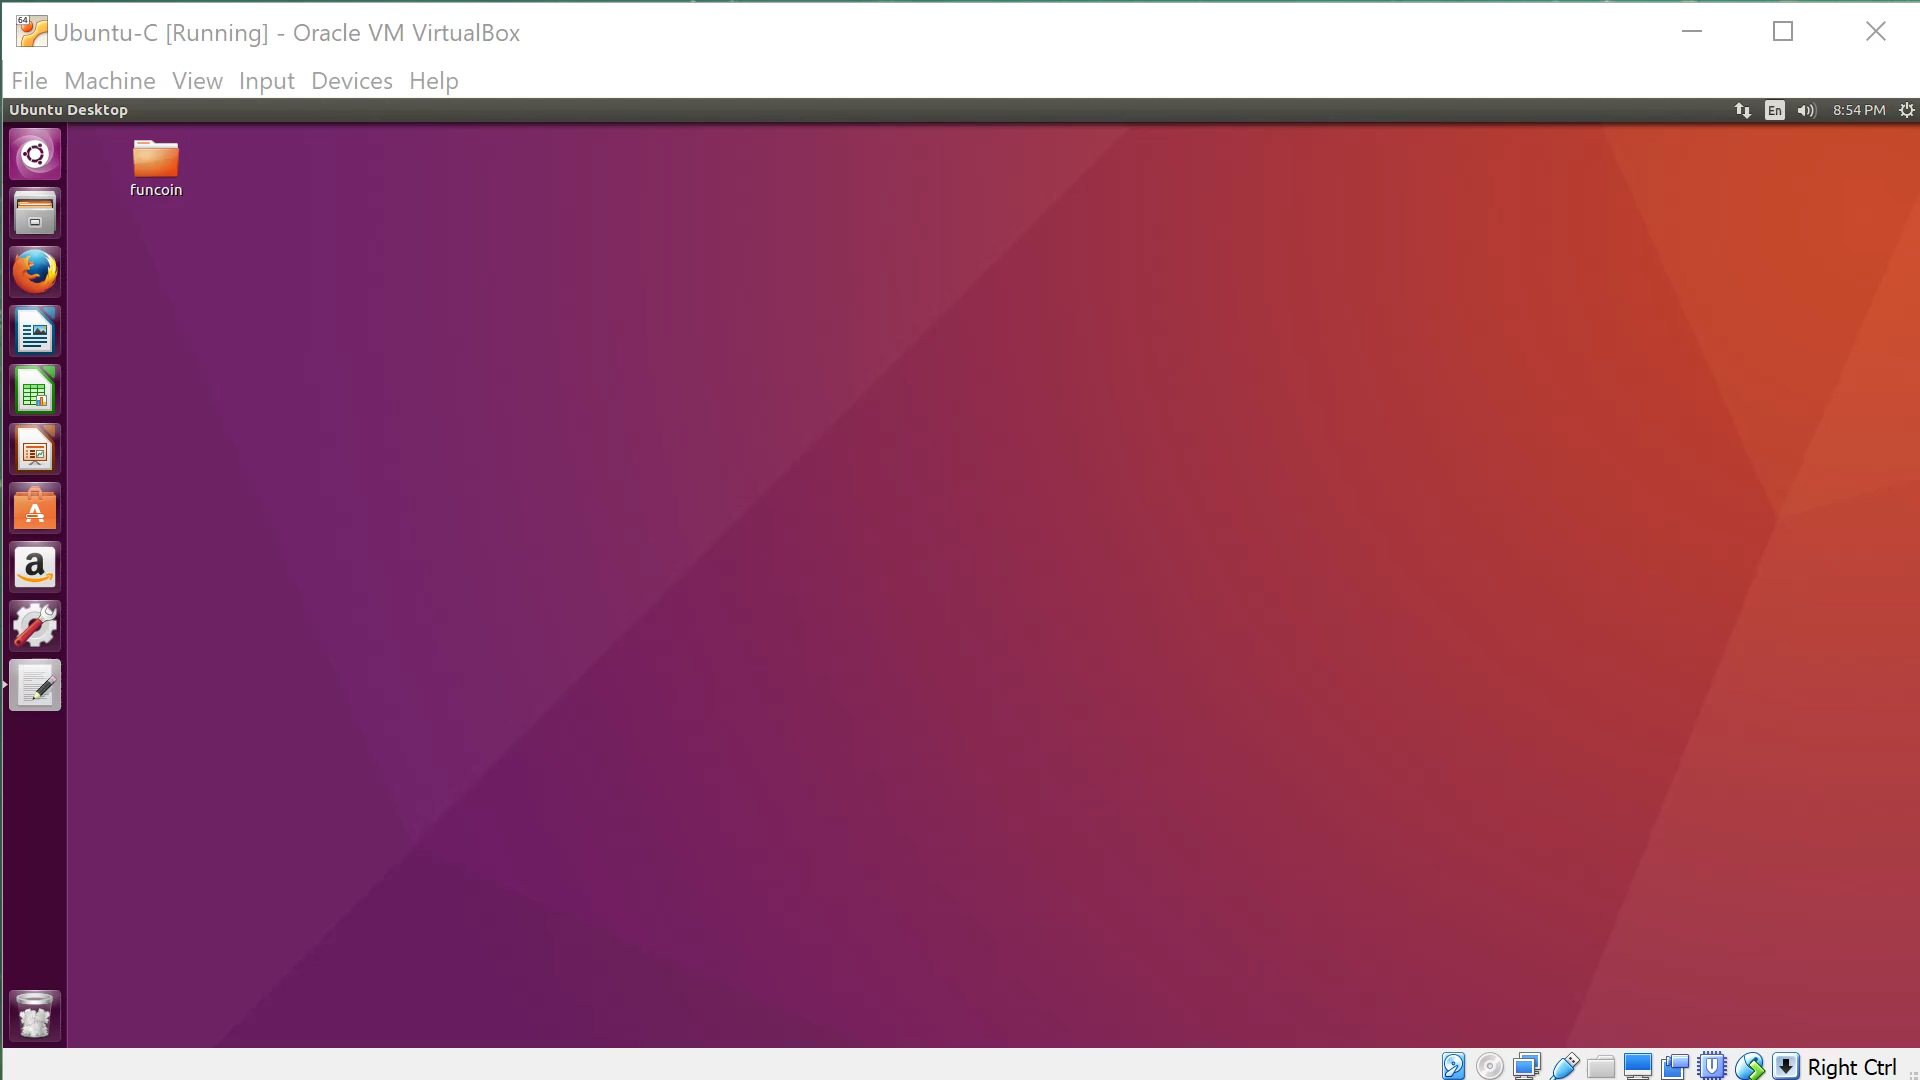 64
Ubuntu-C [Running] - Oracle VM VirtualBox
File Machine View Input Devices Help
Ubuntu Desktop
En
8:54 PM
funcoin
A
a
U
Right Ctrl